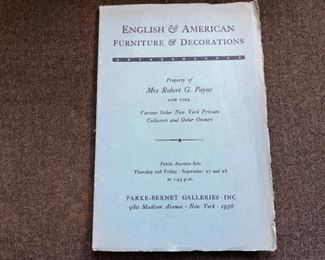 ENGLISH & AMERICAN
FURNITURE & DECORATIONS
Property of
Mrs Robert G. Payne
NEW YORK
Various Other New York Private
Collectors and Other Owners
Public Auction Sale
Thursday and Friday · September 27 and 28
at 1:45 p.m.
PARKE-BERNET GALLERIES · INC
980 Madison Avenue · New York · 1956